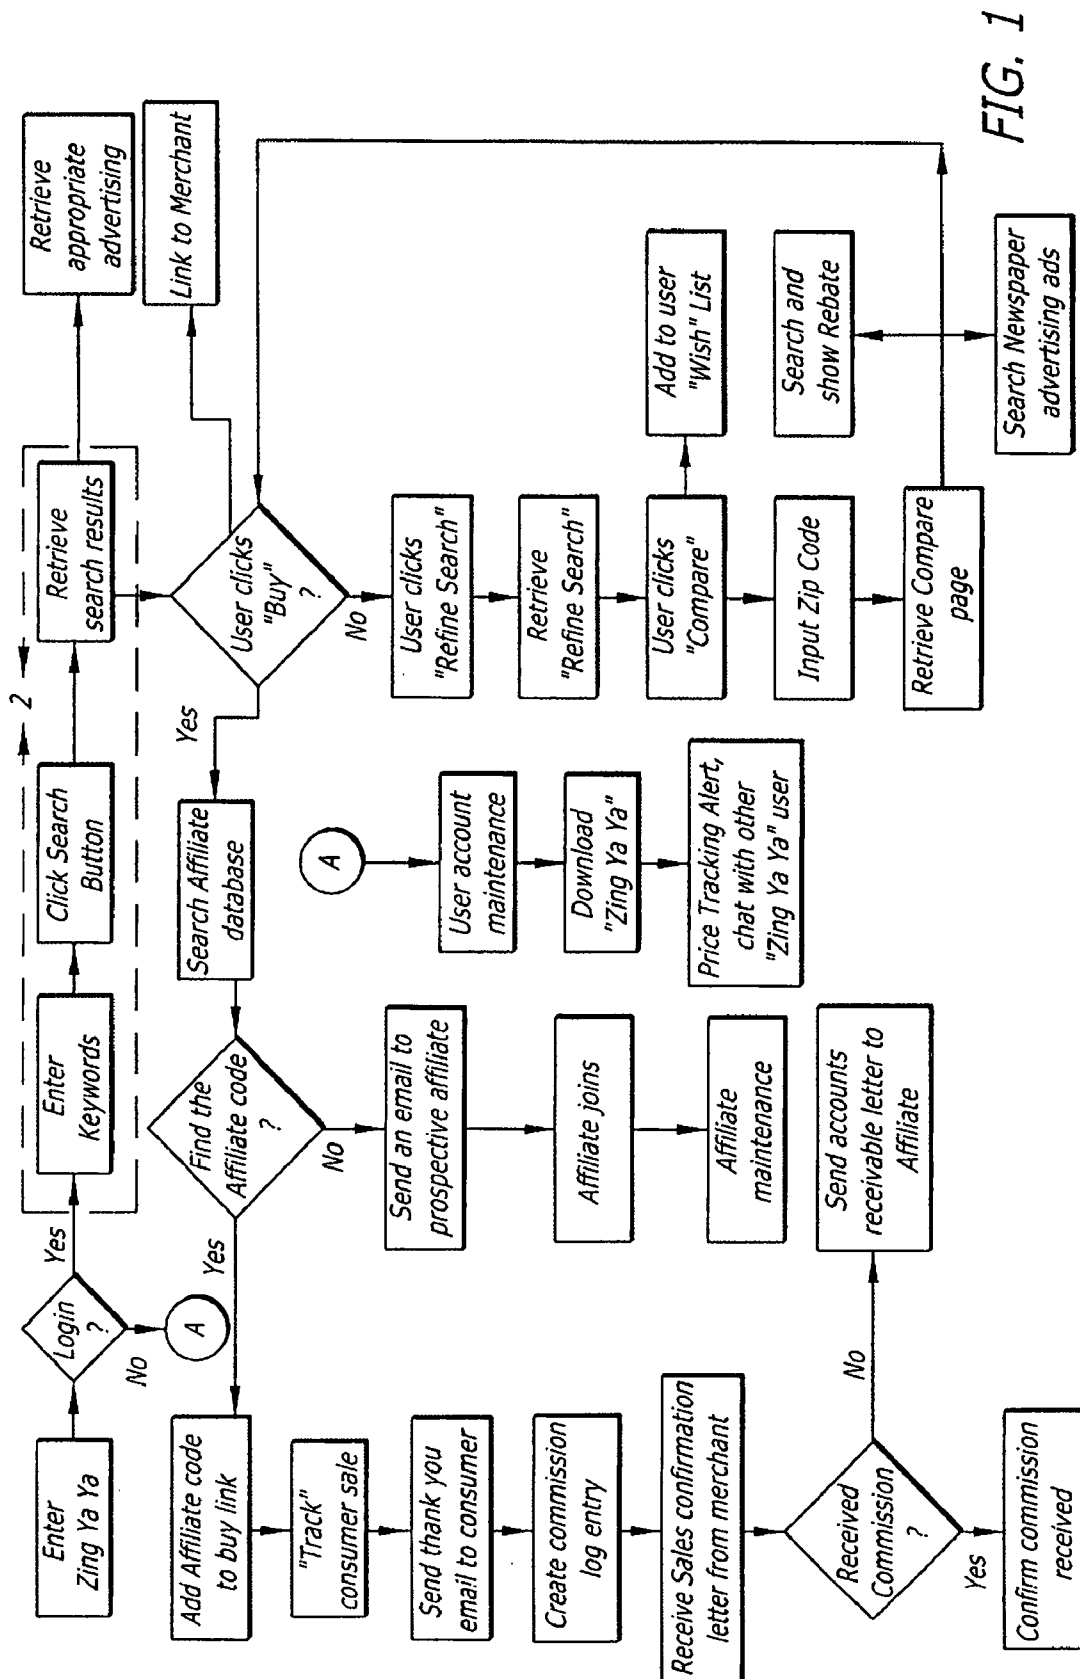 Enter
Zing Ya Ya
Login
?
Yes
No
A
Enter
Keywords
Click Search
Button
2
Retrieve
search results
Retrieve
appropriate
advertising
Link to Merchant
User clicks
"Buy"
?
Yes
No
Search Affiliate
database
Find the
Affiliate code
?
Yes
No
Add Affiliate code
to buy link
"Track"
consumer sale
Send thank you
email to consumer
Create commission
log entry
Receive Sales confirmation
letter from merchant
Received
Commission
?
No
Yes
Send accounts
receivable letter to
Affiliate
Confirm commission
received
Send an email to
prospective affiliate
Affiliate joins
Affiliate
maintenance
A
User account
maintenance
Download
"Zing Ya Ya"
Price Tracking Alert,
chat with other
"Zing Ya Ya" user
User clicks
"Refine Search"
Retrieve
"Refine Search"
User clicks
"Compare"
Add to user
"Wish" List
Input Zip Code
Retrieve Compare
page
Search and
show Rebate
Search Newspaper
advertising ads
FIG. 1